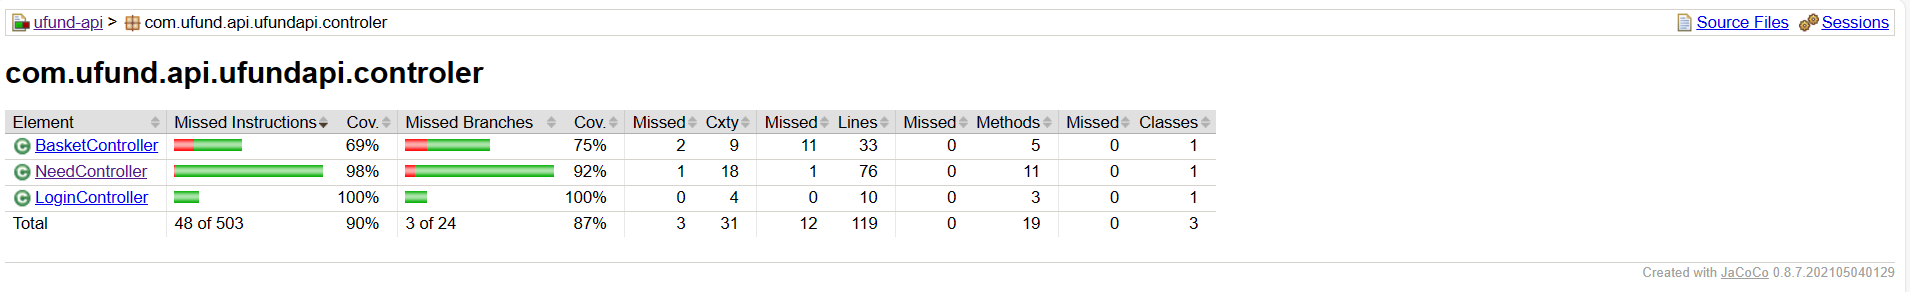 ufund-api > com.ufund.api.ufundapi.controler Source Files Sessions
com.ufund.api.ufundapi.controler
Element Missed Instructions Cov. Missed Branches Cov. Missed Cxty Missed Lines Missed Methods Missed Classes
BasketController 69% 75% 2 9 11 33 0 5 0 1
NeedController 98% 92% 1 18 1 76 0 11 0 1
LoginController 100% 100% 0 4 0 10 0 3 0 1
Total 48 of 503 90% 3 of 24 87% 3 31 12 119 0 19 0 3
Created with JaCoCo 0.8.7.202105040129